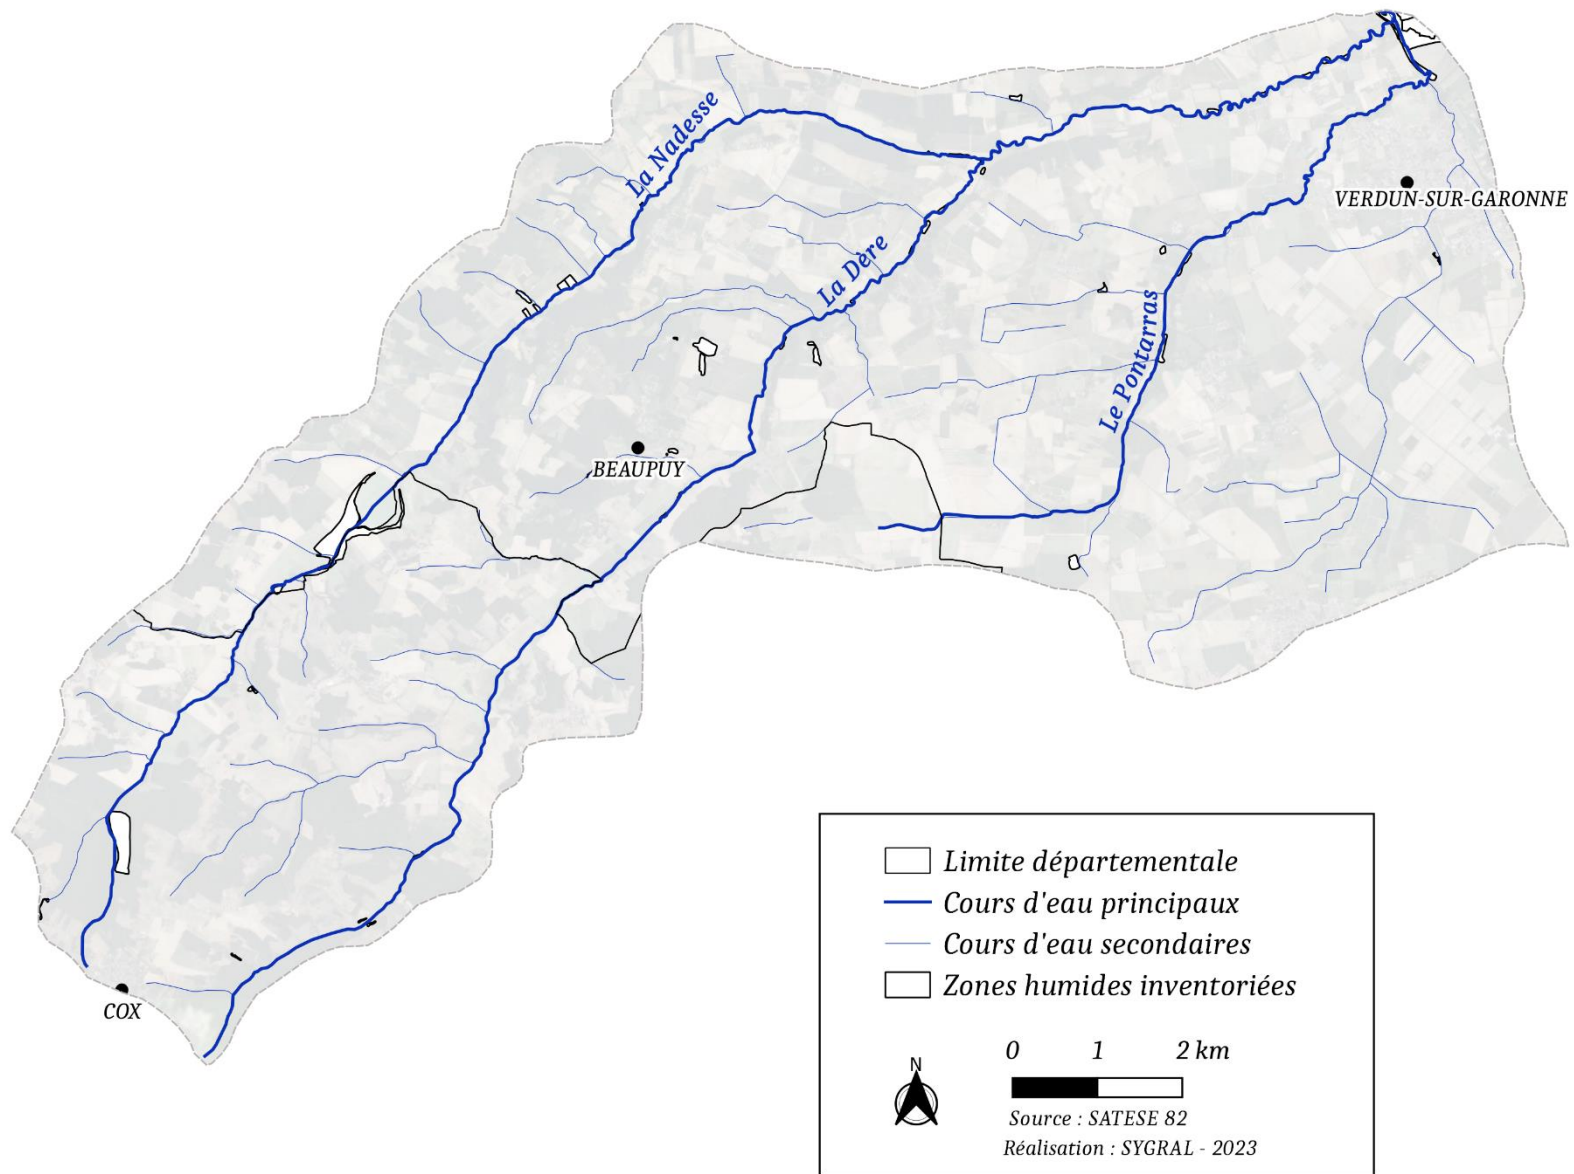 La Nadesse
VERDUN-SUR-GARONNE
La Dère
Le Pontarras
BEAUPUY
COX
Limite départementale
Cours d'eau principaux
Cours d'eau secondaires
Zones humides inventoriées
N
0 1 2 km
Source : SATESE 82
Réalisation : SYGRAL - 2023